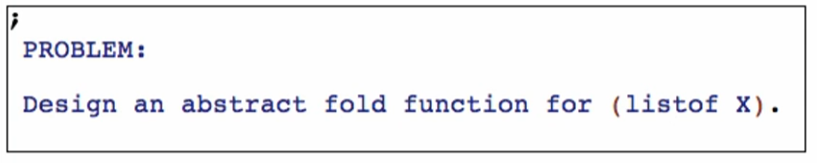 ;
PROBLEM:
Design an abstract fold function for (listof X).